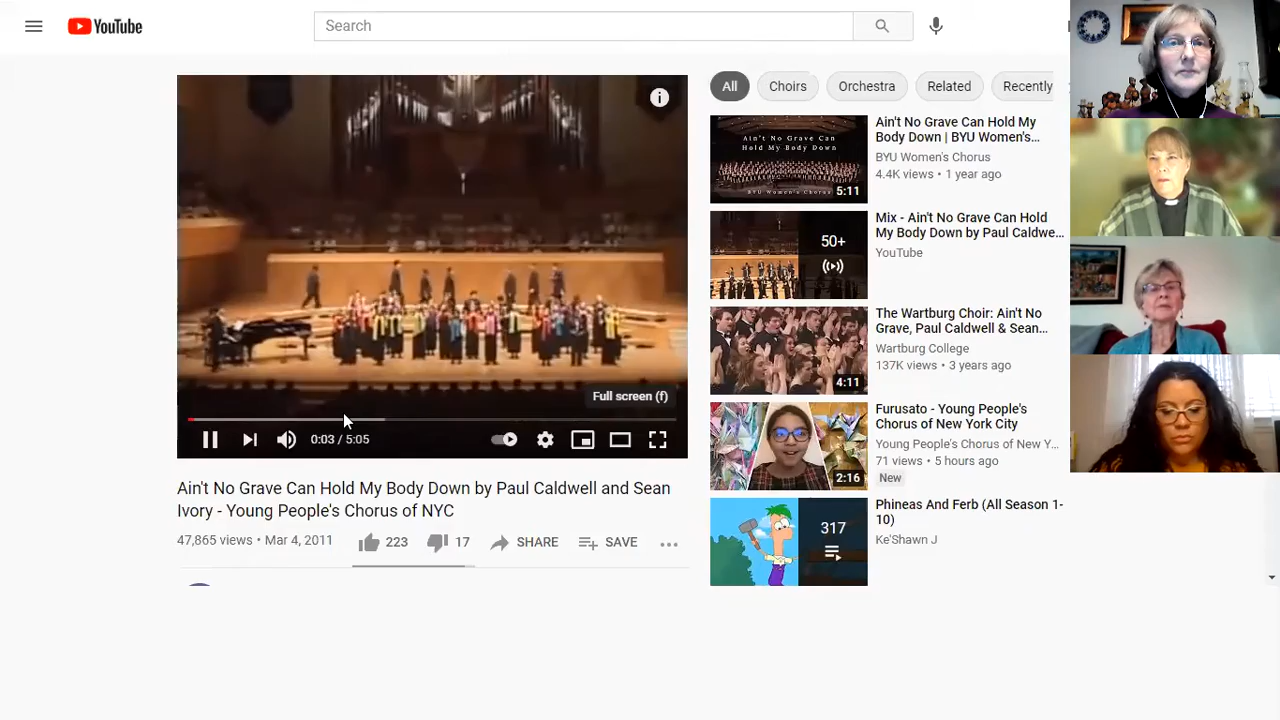 YouTube
Search
Full screen (f)
0:03 / 5:05
Ain't No Grave Can Hold My Body Down by Paul Caldwell and Sean
Ivory - Young People's Chorus of NYC
47,865 views • Mar 4, 2011
223
17
SHARE
SAVE
All
Choirs
Orchestra
Related
Recently
Ain't No Grave Can
Hold My Body Down
BYU Women's Chorus
5:11
Ain't No Grave Can Hold My
Body Down | BYU Women's...
BYU Women's Chorus
4.4K views • 1 year ago
50+
Mix - Ain't No Grave Can Hold
My Body Down by Paul Caldwe...
YouTube
4:11
The Wartburg Choir: Ain't No
Grave, Paul Caldwell & Sean...
Wartburg College
137K views • 3 years ago
2:16
Furusato - Young People's
Chorus of New York City
Young People's Chorus of New Y...
71 views • 5 hours ago
New
317
Phineas And Ferb (All Season 1-
10)
Ke'Shawn J